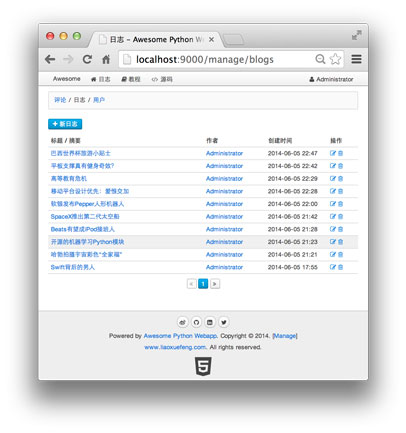 日志 - Awesome Python W
localhost:9000/manage/blogs
Awesome 日志 教程 源码 Administrator
评论 / 日志 / 用户
新日志
标题 / 摘要 作者 创建时间 操作
巴西世界杯旅游小贴士 Administrator 2014-06-05 22:47
平板支撑真有健身奇效? Administrator 2014-06-05 22:42
高等教育危机 Administrator 2014-06-05 22:29
移动平台设计优先：爱恨交加 Administrator 2014-06-05 22:28
软银发布Pepper人形机器人 Administrator 2014-06-05 22:00
SpaceX推出第二代太空船 Administrator 2014-06-05 21:42
Beats有望成iPod接班人 Administrator 2014-06-05 21:28
开源的机器学习Python模块 Administrator 2014-06-05 21:23
哈勃拍摄宇宙彩色“全家福” Administrator 2014-06-05 21:21
Swift背后的男人 Administrator 2014-06-05 17:55
< 1 >
Powered by Awesome Python Webapp. Copyright © 2014. [Manage]
www.liaoxuefeng.com. All rights reserved.
5